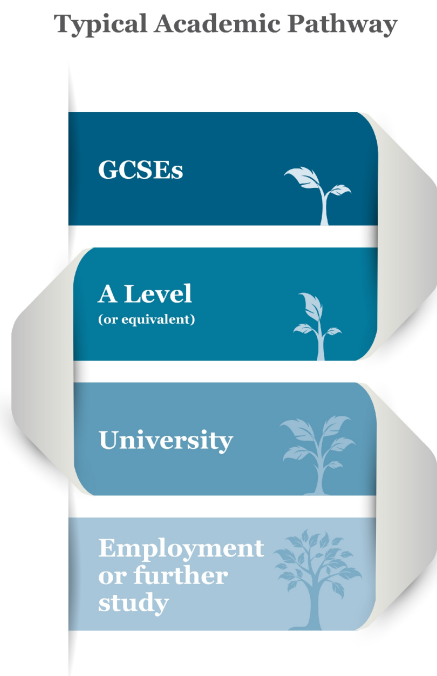 Typical Academic Pathway
GCSEs
A Level
(or equivalent)
University
Employment
or further
study